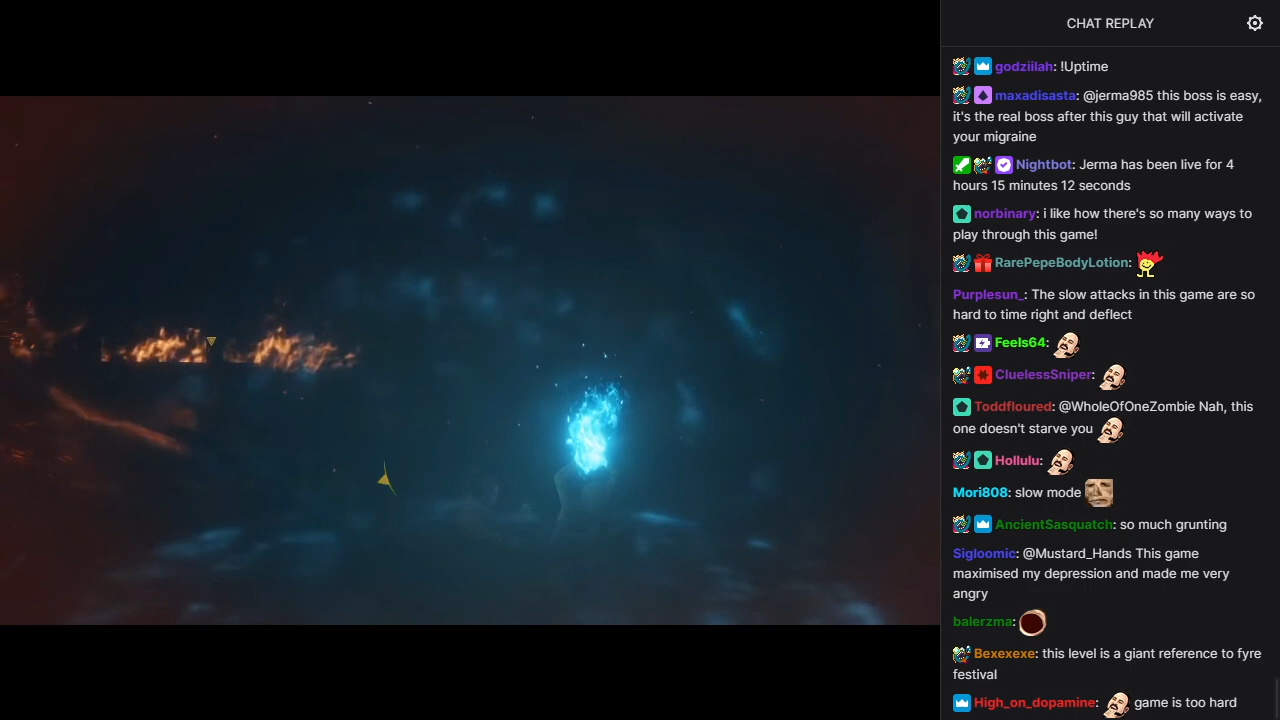 CHAT REPLAY
godziilah: !Uptime
maxadisasta: @jerma985 this boss is easy,
it's the real boss after this guy that will activate
your migraine
Nightbot: Jerma has been live for 4
hours 15 minutes 12 seconds
norbinary: i like how there's so many ways to
play through this game!
RarePepeBodyLotion:
Purplesun_: The slow attacks in this game are so
hard to time right and deflect
Feels64:
CluelessSniper:
Toddfloured: @WholeOfOneZombie Nah, this
one doesn't starve you
Hollulu:
Mori808: slow mode
AncientSasquatch: so much grunting
Sigloomic: @Mustard_Hands This game
maximised my depression and made me very
angry
balerzma:
Bexexexe: this level is a giant reference to fyre
festival
High_on_dopamine: game is too hard